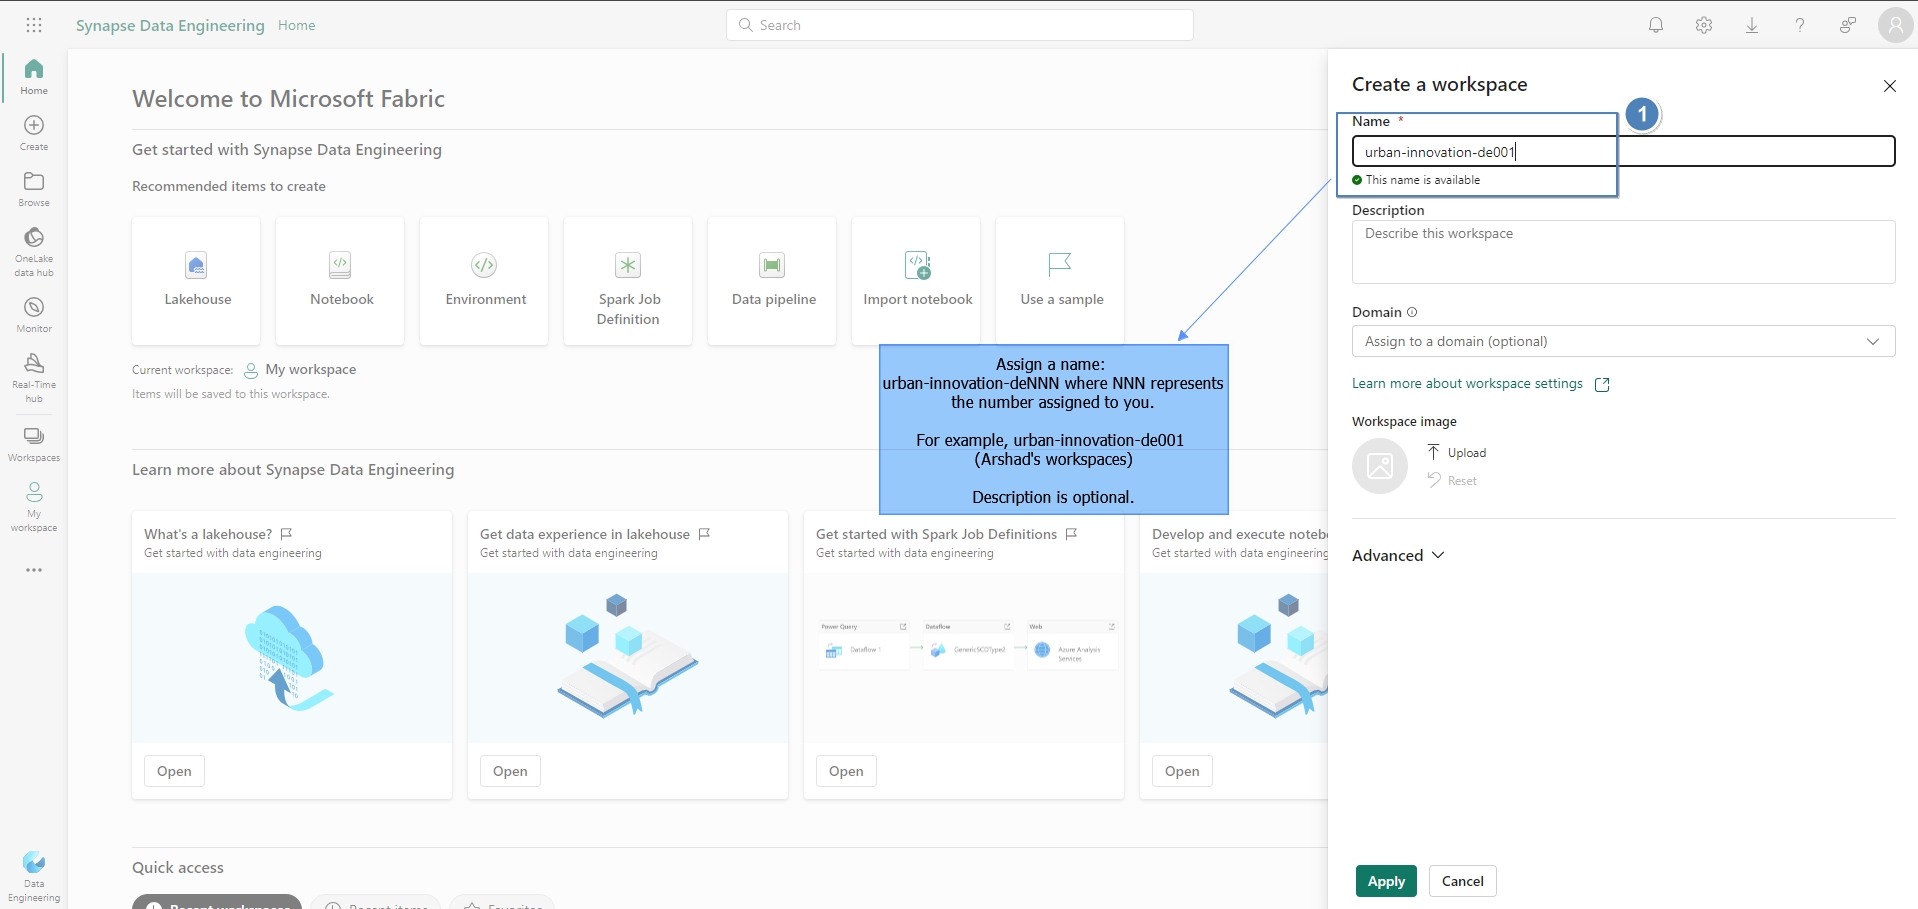 Synapse Data Engineering Home
Search
Home
Create
Browse
OneLake
data hub
Monitor
Real-Time
hub
Workspaces
My
workspace
Data
Engineering
Welcome to Microsoft Fabric
Get started with Synapse Data Engineering
Recommended items to create
Lakehouse
Notebook
Environment
Spark Job
Definition
Data pipeline
Import notebook
Use a sample
Current workspace: My workspace
Items will be saved to this workspace.
Assign a name:
urban-innovation-deNNN where NNN represents
the number assigned to you.
For example, urban-innovation-de001
(Arshad's workspaces)
Description is optional.
Learn more about Synapse Data Engineering
What's a lakehouse?
Get started with data engineering
Open
Get data experience in lakehouse
Get started with data engineering
Open
Get started with Spark Job Definitions
Get started with data engineering
Power Query
Dataflow 1
Dataflow
GenericSCDType2
Web
Azure Analysis
Services
Open
Develop and execute noteb
Get started with data engineering
Open
Quick access
Recent workspaces
Recent items
Favorites
Create a workspace
1
Name *
urban-innovation-de001
This name is available
Description
Describe this workspace
Domain
Assign to a domain (optional)
Learn more about workspace settings
Workspace image
Upload
Reset
Advanced
Apply
Cancel